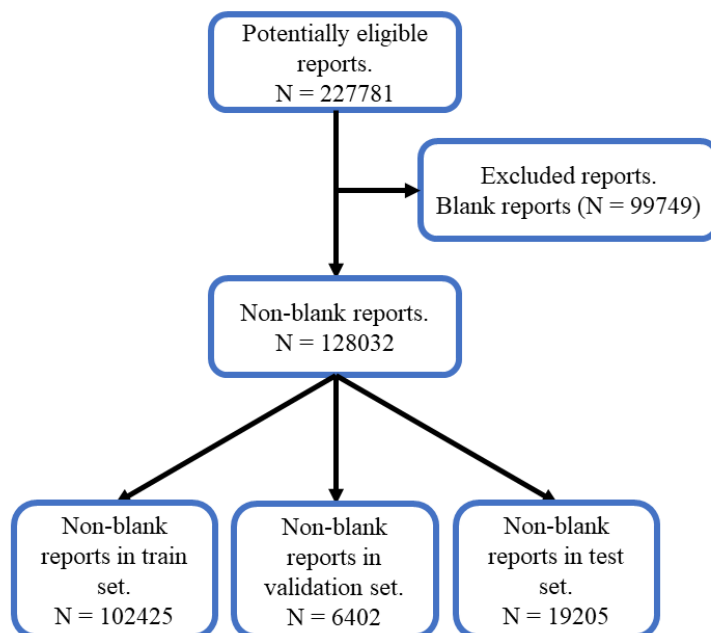 Potentially eligible
reports.
N = 227781
Excluded reports.
Blank reports (N = 99749)
Non-blank reports.
N = 128032
Non-blank
reports in train
set.
N = 102425
Non-blank
reports in
validation set.
N = 6402
Non-blank
reports in test
set.
N = 19205